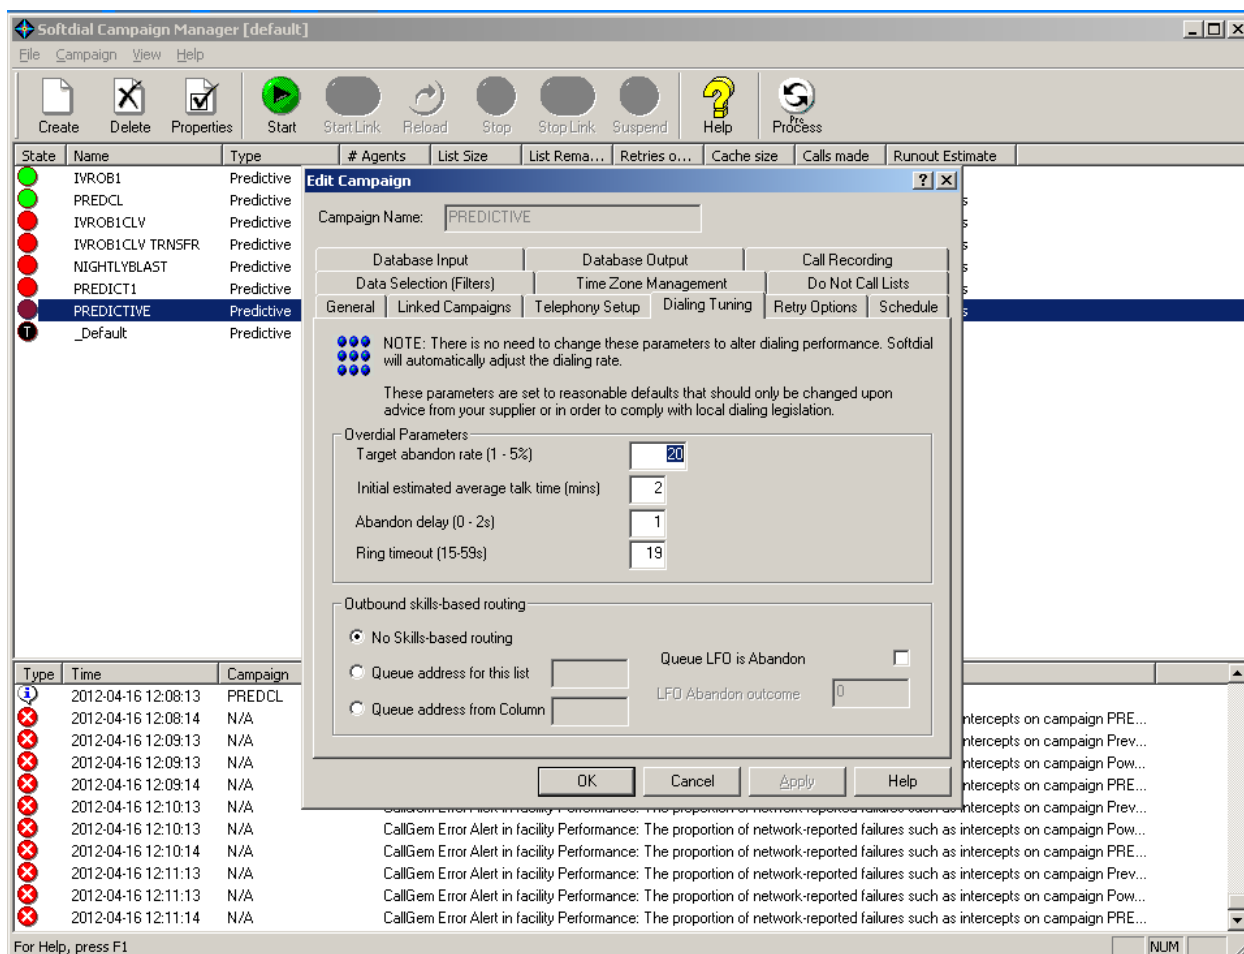 Softdial Campaign Manager [default]
File Campaign View Help
Create Delete Properties Start Start Link Reload Stop Stop Link Suspend Help Pre Process
State Name Type # Agents List Size List Rema... Retries o... Cache size Calls made Runout Estimate
IVROB1 Predictive
PREDCL Predictive s
IVROB1CLV Predictive s
IVROB1CLV TRNSFR Predictive s
NIGHTLYBLAST Predictive s
PREDICT1 Predictive s
PREDICTIVE Predictive s
T _Default Predictive
Edit Campaign
Campaign Name: PREDICTIVE
Database Input Database Output Call Recording
Data Selection (Filters) Time Zone Management Do Not Call Lists
General Linked Campaigns Telephony Setup Dialing Tuning Retry Options Schedule
NOTE: There is no need to change these parameters to alter dialing performance. Softdial
will automatically adjust the dialing rate.
These parameters are set to reasonable defaults that should only be changed upon
advice from your supplier or in order to comply with local dialing legislation.
Overdial Parameters
Target abandon rate (1 - 5%) 20
Initial estimated average talk time (mins) 2
Abandon delay (0 - 2s) 1
Ring timeout (15-59s) 19
Outbound skills-based routing
No Skills-based routing
Queue address for this list
Queue address from Column
Queue LFO is Abandon
LFO Abandon outcome 0
OK Cancel Apply Help
Type Time Campaign
2012-04-16 12:08:13 PREDCL
2012-04-16 12:08:14 N/A ntercepts on campaign PRE...
2012-04-16 12:09:13 N/A ntercepts on campaign Prev...
2012-04-16 12:09:13 N/A ntercepts on campaign Pow...
2012-04-16 12:09:14 N/A ntercepts on campaign PRE...
2012-04-16 12:10:13 N/A CallGem Error Alert in facility Performance: The proportion of network-reported failures such as intercepts on campaign Prev...
2012-04-16 12:10:13 N/A CallGem Error Alert in facility Performance: The proportion of network-reported failures such as intercepts on campaign Pow...
2012-04-16 12:10:14 N/A CallGem Error Alert in facility Performance: The proportion of network-reported failures such as intercepts on campaign PRE...
2012-04-16 12:11:13 N/A CallGem Error Alert in facility Performance: The proportion of network-reported failures such as intercepts on campaign Prev...
2012-04-16 12:11:13 N/A CallGem Error Alert in facility Performance: The proportion of network-reported failures such as intercepts on campaign Pow...
2012-04-16 12:11:14 N/A CallGem Error Alert in facility Performance: The proportion of network-reported failures such as intercepts on campaign PRE...
For Help, press F1 NUM